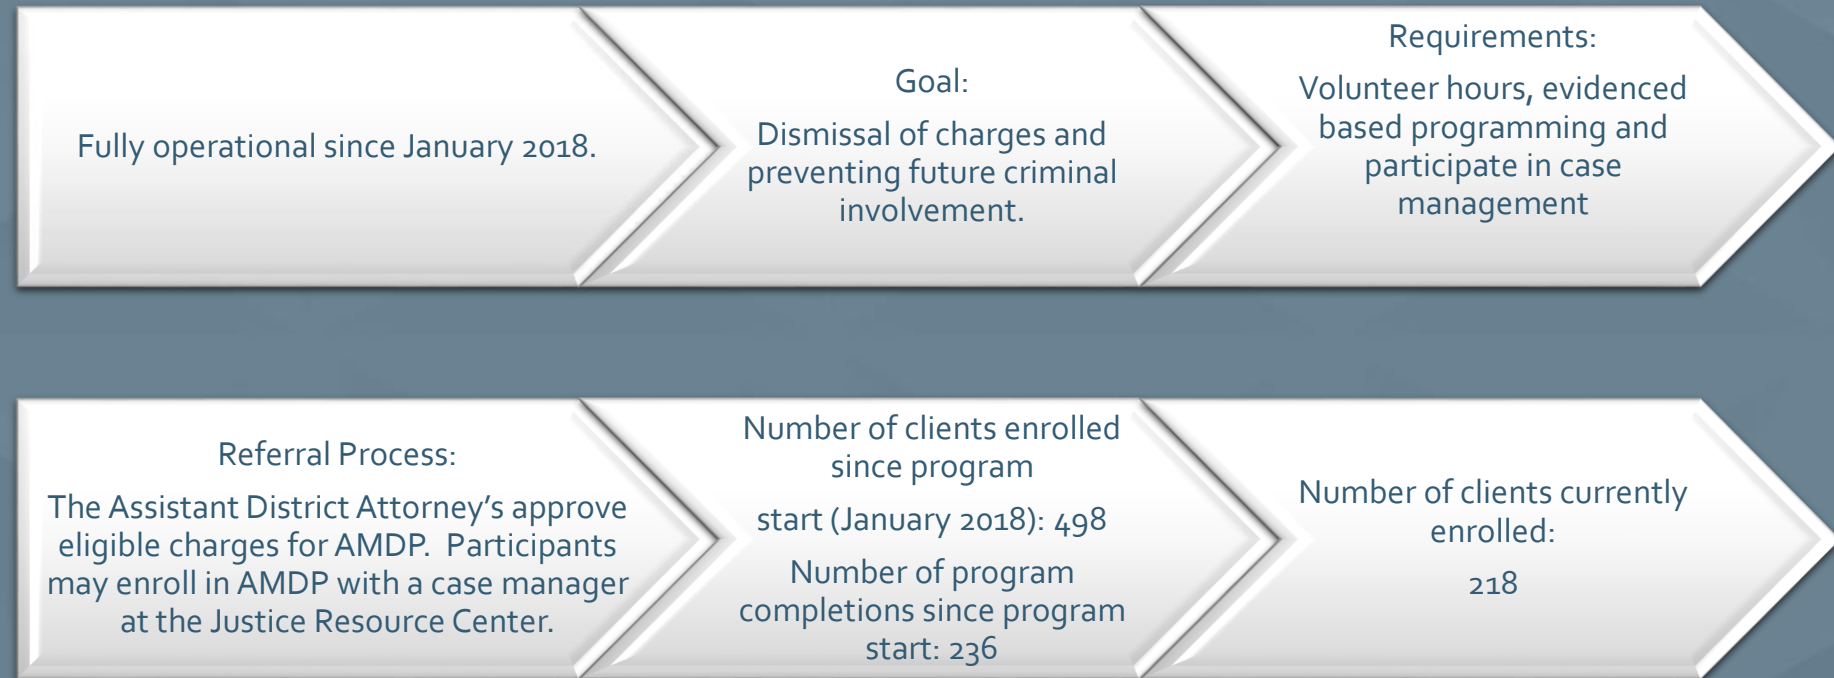 Fully operational since January 2018.
Goal:
Dismissal of charges and
preventing future criminal
involvement.
Requirements:
Volunteer hours, evidenced
based programming and
participate in case
management
Referral Process:
The Assistant District Attorney’s approve
eligible charges for AMDP. Participants
may enroll in AMDP with a case manager
at the Justice Resource Center.
Number of clients enrolled
since program
start (January 2018): 498
Number of program
completions since program
start: 236
Number of clients currently
enrolled:
218